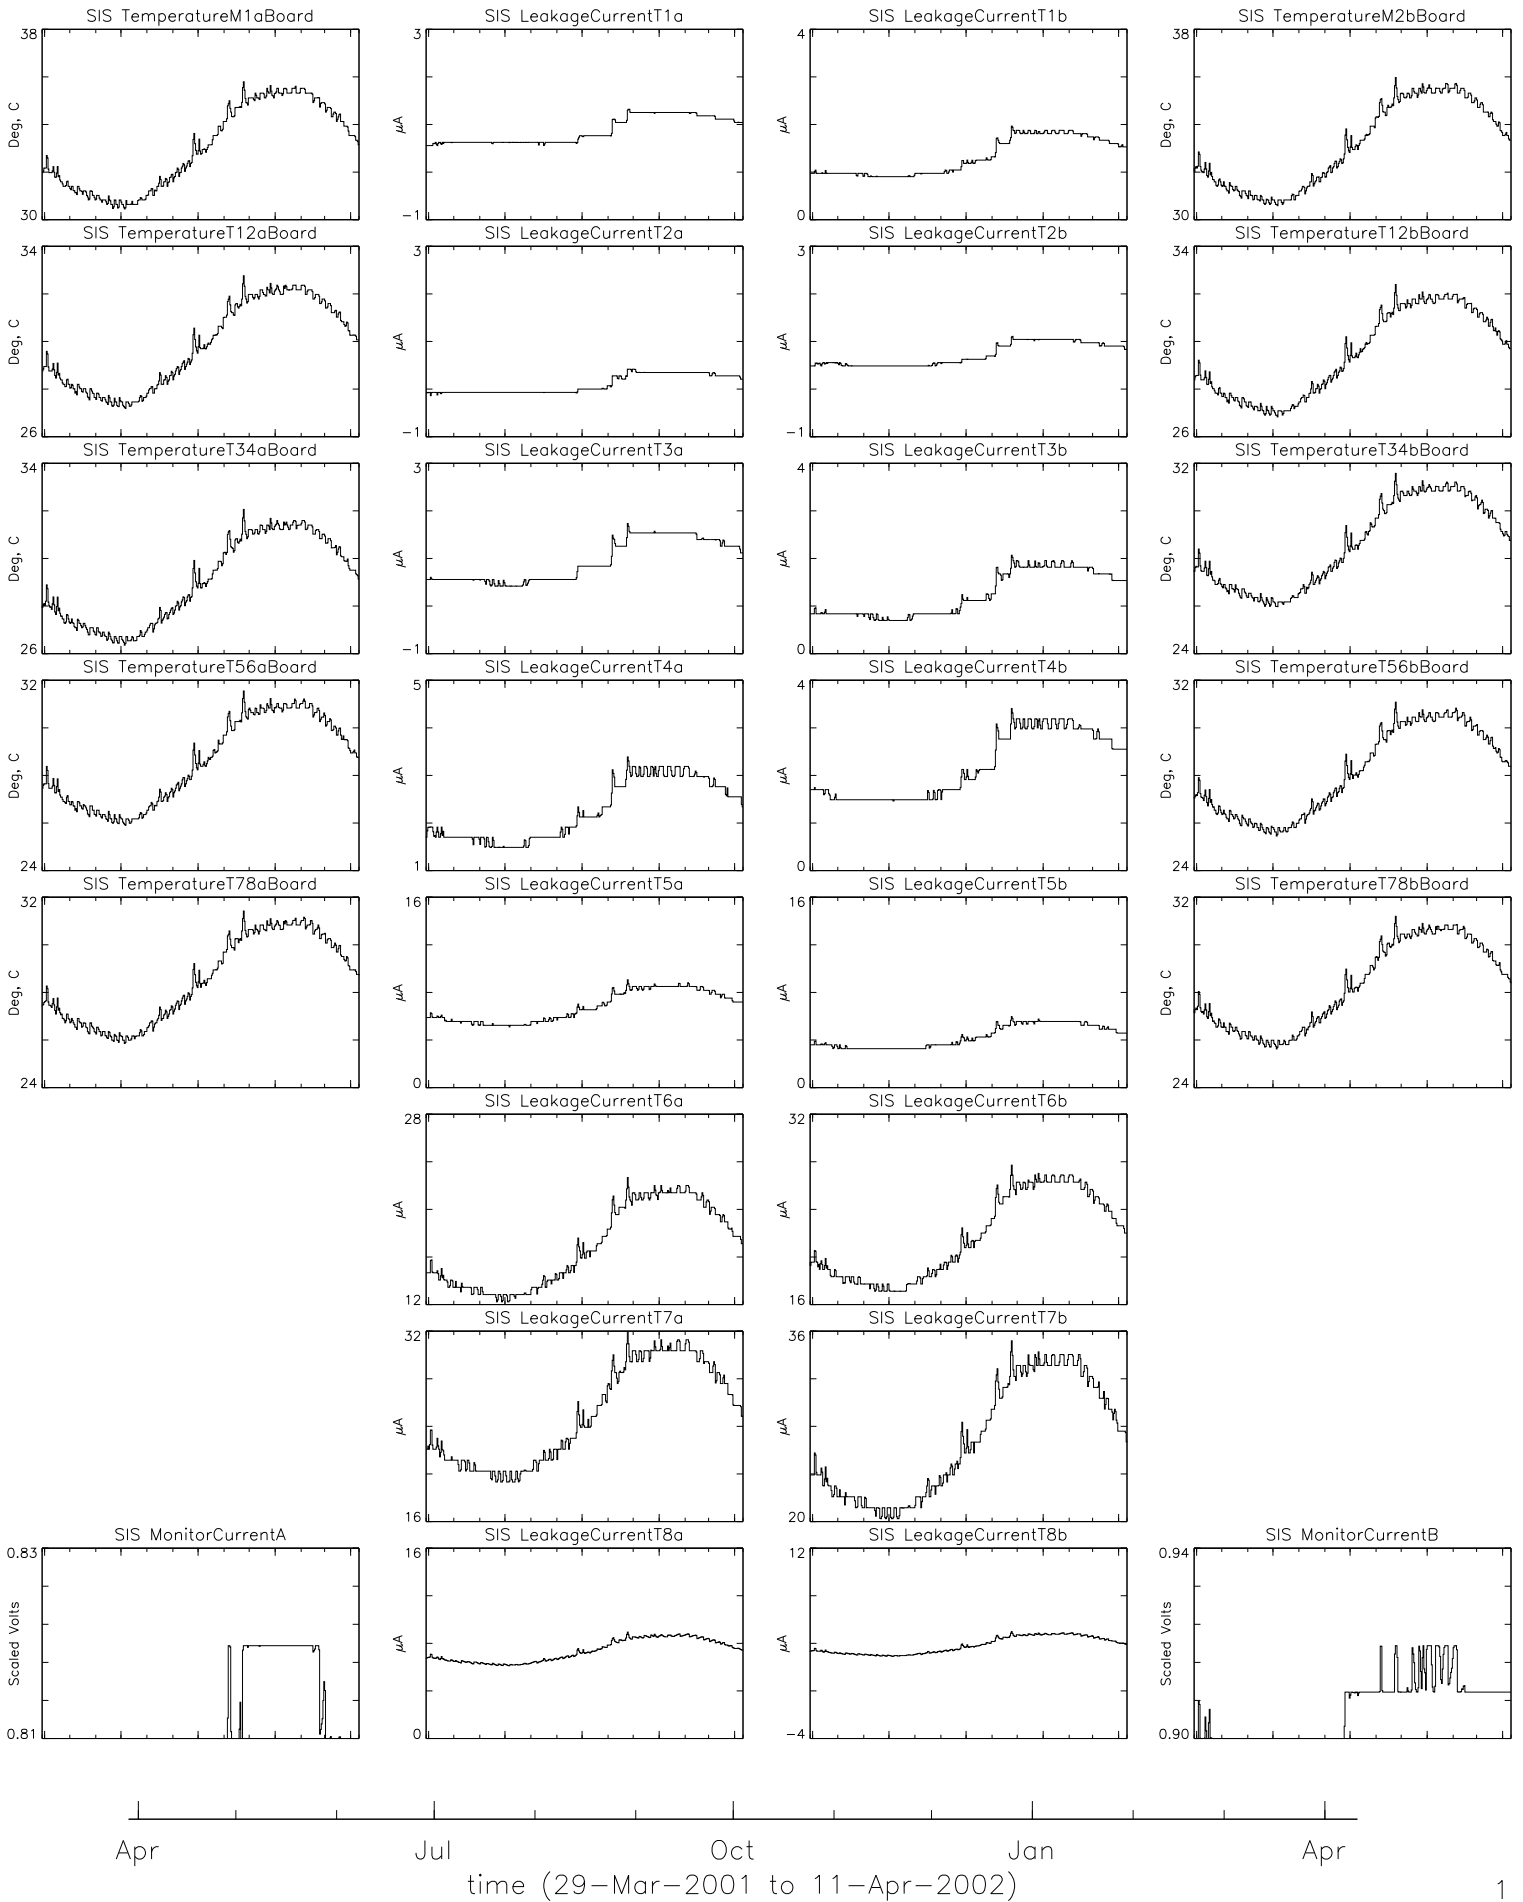 SIS TemperatureM1aBoard
38
Deg, C
30
SIS LeakageCurrentT1a
3
μA
−1
SIS LeakageCurrentT1b
4
μA
0
SIS TemperatureM2bBoard
38
Deg, C
30
SIS TemperatureT12aBoard
34
Deg, C
26
SIS LeakageCurrentT2a
3
μA
−1
SIS LeakageCurrentT2b
3
μA
−1
SIS TemperatureT12bBoard
34
Deg, C
26
SIS TemperatureT34aBoard
34
Deg, C
26
SIS LeakageCurrentT3a
3
μA
−1
SIS LeakageCurrentT3b
4
μA
0
SIS TemperatureT34bBoard
32
Deg, C
24
SIS TemperatureT56aBoard
32
Deg, C
24
SIS LeakageCurrentT4a
5
μA
1
SIS LeakageCurrentT4b
4
μA
0
SIS TemperatureT56bBoard
32
Deg, C
24
SIS TemperatureT78aBoard
32
Deg, C
24
SIS LeakageCurrentT5a
16
μA
0
SIS LeakageCurrentT5b
16
μA
0
SIS TemperatureT78bBoard
32
Deg, C
24
SIS LeakageCurrentT6a
28
μA
12
SIS LeakageCurrentT6b
32
μA
16
SIS LeakageCurrentT7a
32
μA
16
SIS LeakageCurrentT7b
36
μA
20
SIS MonitorCurrentA
0.83
Scaled Volts
0.81
SIS LeakageCurrentT8a
16
μA
0
SIS LeakageCurrentT8b
12
μA
−4
SIS MonitorCurrentB
0.94
Scaled Volts
0.90
Apr Jul Oct Jan Apr
time (29−Mar−2001 to 11−Apr−2002)
1